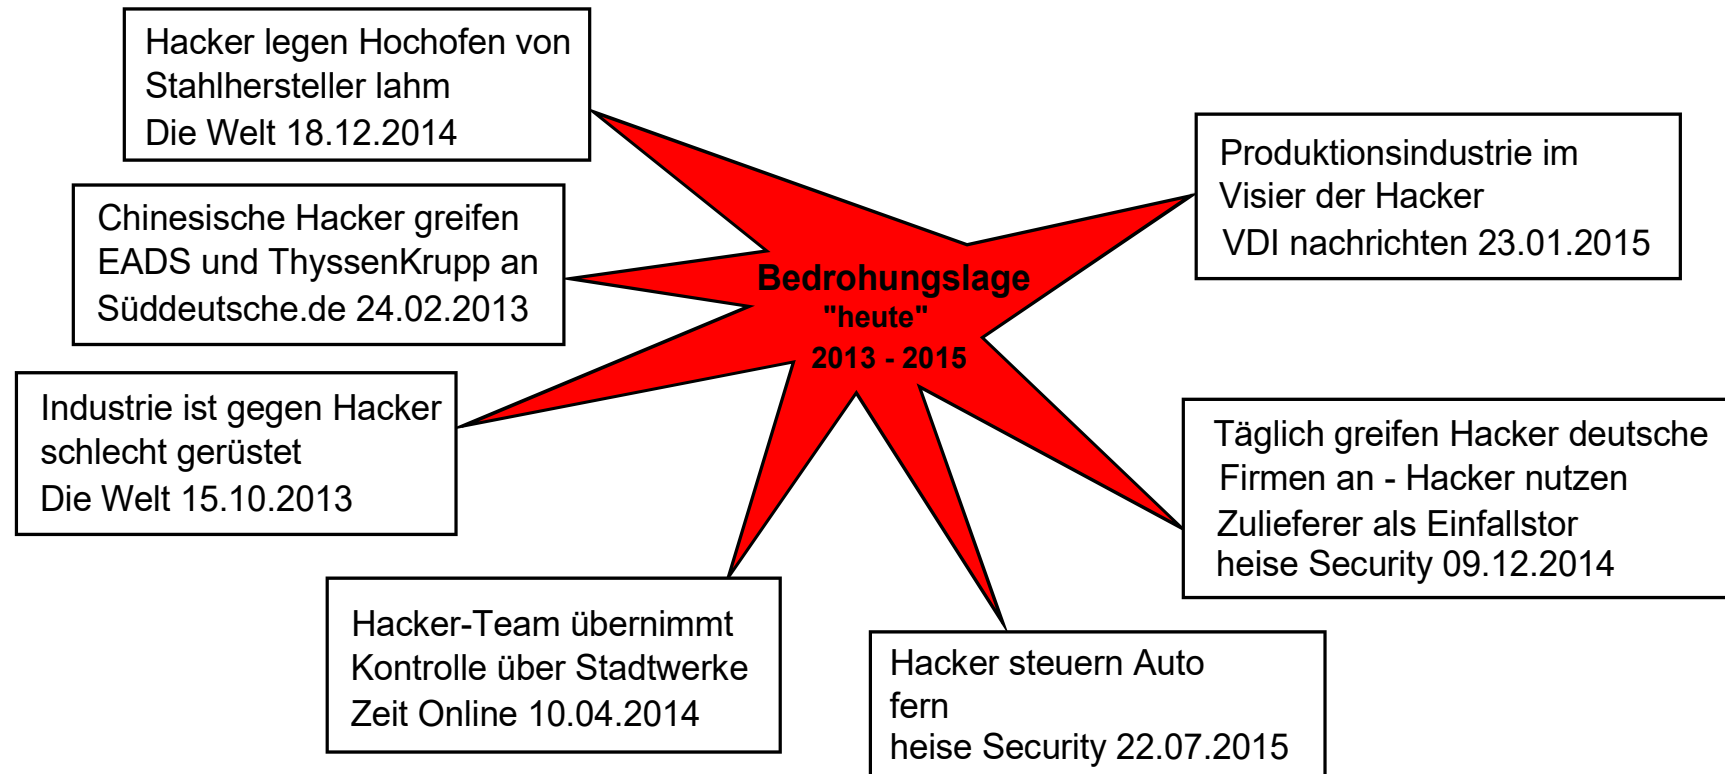 Hacker legen Hochofen von
Stahlhersteller lahm
Die Welt 18.12.2014
Chinesische Hacker greifen
EADS und ThyssenKrupp an
Süddeutsche.de 24.02.2013
Industrie ist gegen Hacker
schlecht gerüstet
Die Welt 15.10.2013
Hacker-Team übernimmt
Kontrolle über Stadtwerke
Zeit Online 10.04.2014
Bedrohungslage
"heute"
2013 - 2015
Produktionsindustrie im
Visier der Hacker
VDI nachrichten 23.01.2015
Täglich greifen Hacker deutsche
Firmen an - Hacker nutzen
Zulieferer als Einfallstor
heise Security 09.12.2014
Hacker steuern Auto
fern
heise Security 22.07.2015